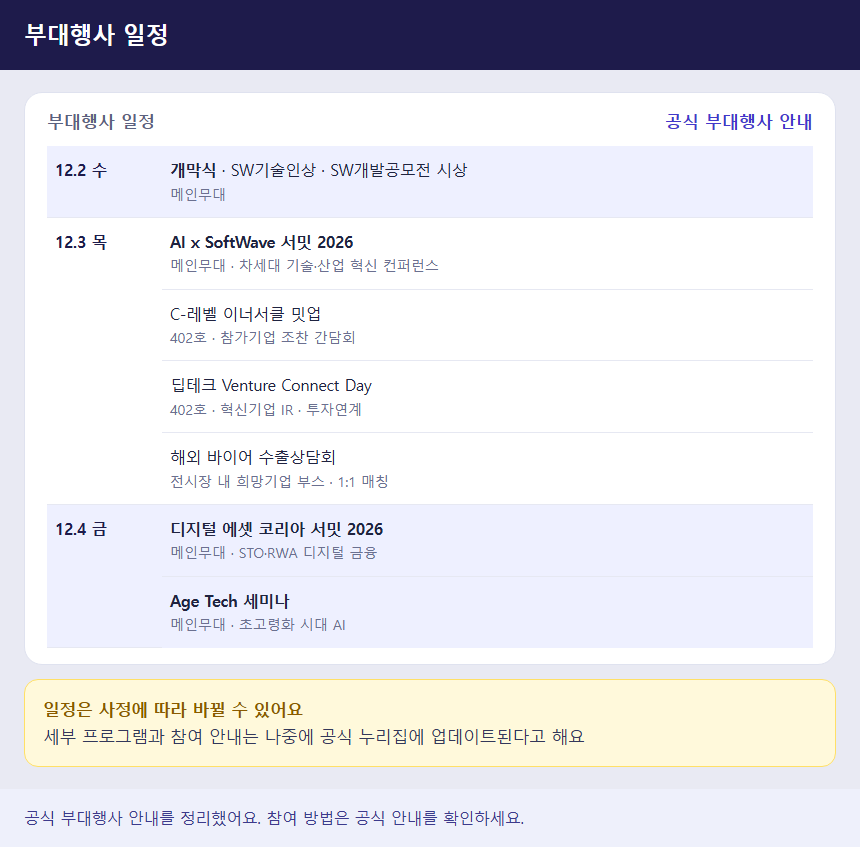 부대행사 일정
부대행사 일정
공식 부대행사 안내
12.2 수
개막식 · SW기술인상 · SW개발공모전 시상
메인무대
12.3 목
AI x SoftWave 서밋 2026
메인무대 · 차세대 기술·산업 혁신 컨퍼런스
C-레벨 이너서클 밋업
402호 · 참가기업 조찬 간담회
딥테크 Venture Connect Day
402호 · 혁신기업 IR · 투자연계
해외 바이어 수출상담회
전시장 내 희망기업 부스 · 1:1 매칭
12.4 금
디지털 에셋 코리아 서밋 2026
메인무대 · STO·RWA 디지털 금융
Age Tech 세미나
메인무대 · 초고령화 시대 AI
일정은 사정에 따라 바뀔 수 있어요
세부 프로그램과 참여 안내는 나중에 공식 누리집에 업데이트된다고 해요
공식 부대행사 안내를 정리했어요. 참여 방법은 공식 안내를 확인하세요.